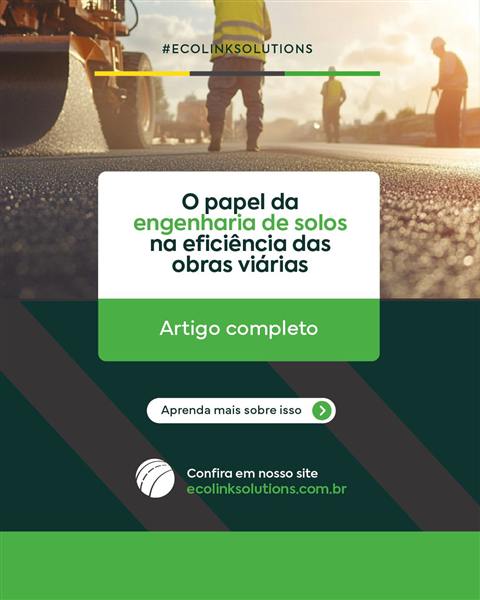 #ECOLINKSOLUTIONS
O papel da
engenharia de solos
na eficiência das
obras viárias
Artigo completo
Aprenda mais sobre isso
Confira em nosso site
ecolinksolutions.com.br